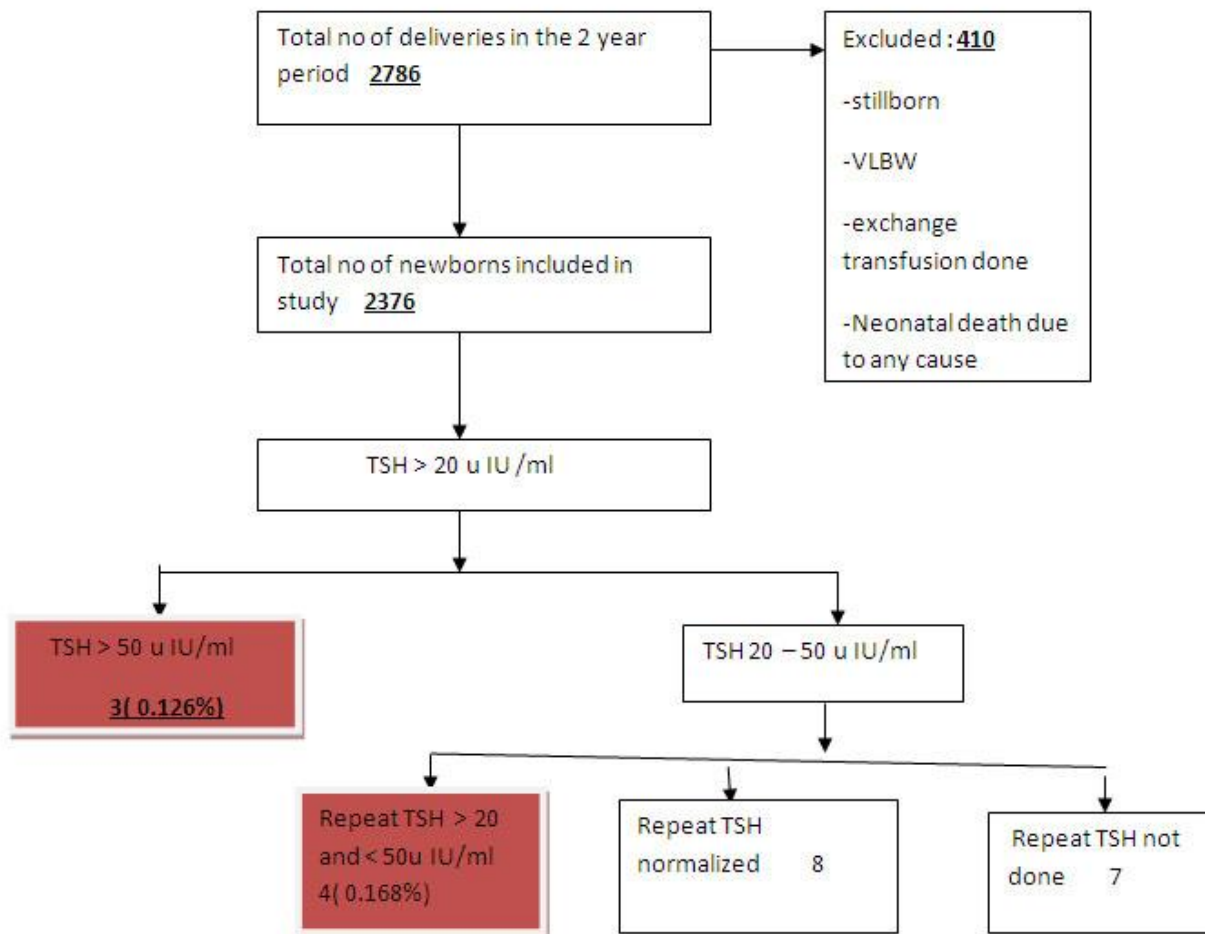 Total no of deliveries in the 2 year
period 2786
Excluded : 410
-stillborn
-VLBW
-exchange
transfusion done
-Neonatal death due
to any cause
Total no of newborns included in
study 2376
TSH > 20 u IU /ml
TSH > 50 u IU/ml
3( 0.126%)
TSH 20 – 50 u IU/ml
Repeat TSH > 20
and < 50u IU/ml
4( 0.168%)
Repeat TSH
normalized 8
Repeat TSH not
done 7